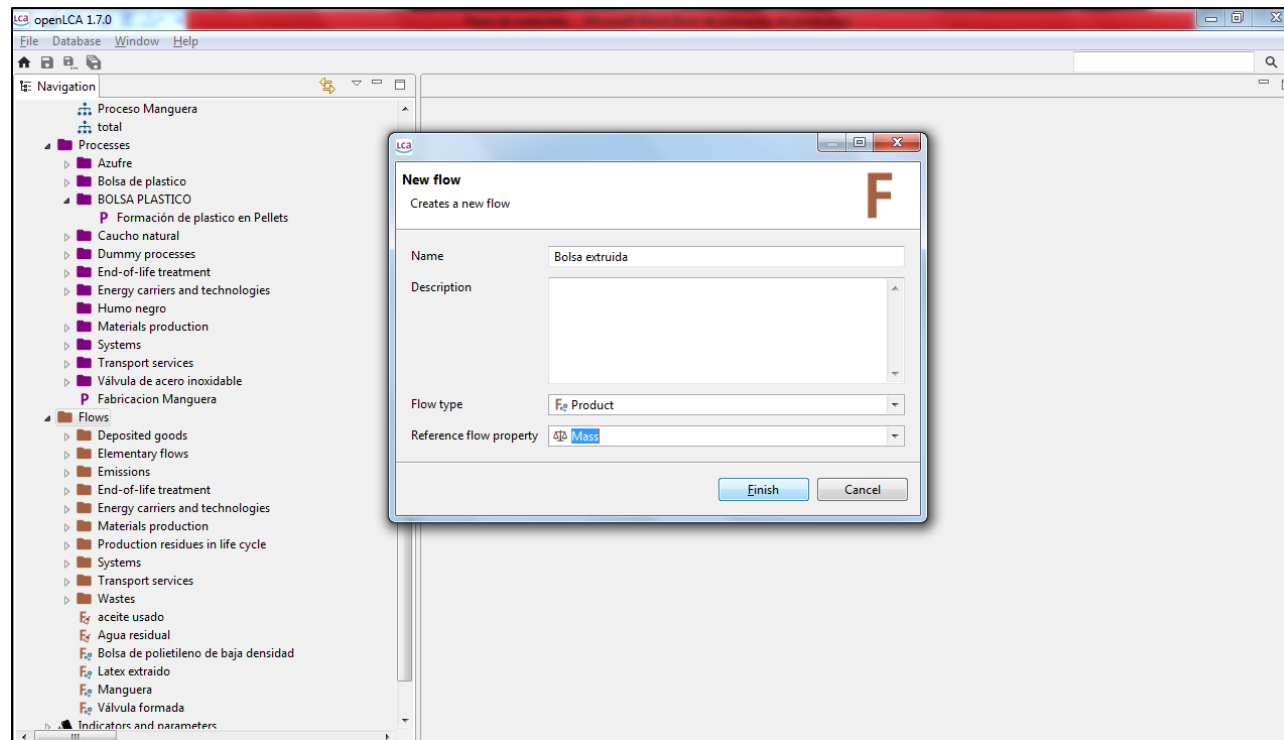 LCA openLCA 1.7.0
File Database Window Help
Navigation
Proceso Manguera
total
Processes
Azufre
Bolsa de plastico
BOLSA PLASTICO
P Formación de plastico en Pellets
Caucho natural
Dummy processes
End-of-life treatment
Energy carriers and technologies
Humo negro
Materials production
Systems
Transport services
Válvula de acero inoxidable
P Fabricacion Manguera
Flows
Deposited goods
Elementary flows
Emissions
End-of-life treatment
Energy carriers and technologies
Materials production
Production residues in life cycle
Systems
Transport services
Wastes
aceite usado
Agua residual
Bolsa de polietileno de baja densidad
Latex extraido
Manguera
Válvula formada
Indicators and parameters
LCA
New flow
Creates a new flow
F
Name Bolsa extruida
Description
Flow type Product
Reference flow property Mass
Finish Cancel